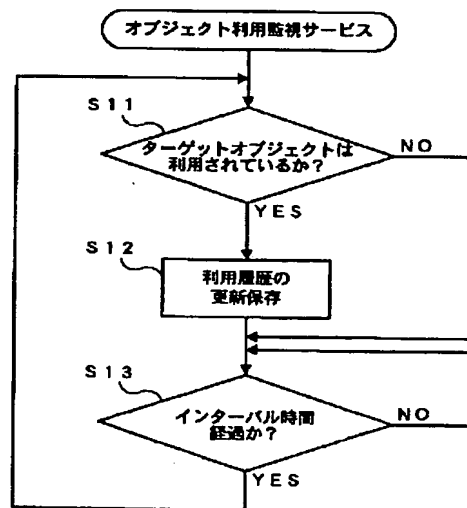 オブジェクト利用監視サービス
S11
ターゲットオブジェクトは
利用されているか？
NO
YES
S12
利用履歴の
更新保存
S13
インターバル時間
経過か？
NO
YES